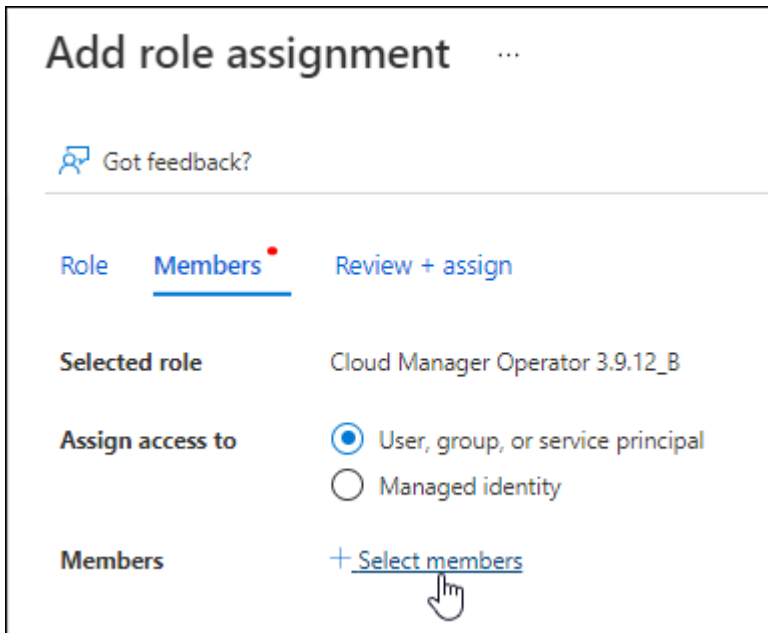 Add role assignment ...
Got feedback?
Role Members Review + assign
Selected role Cloud Manager Operator 3.9.12_B
Assign access to User, group, or service principal
Managed identity
Members + Select members